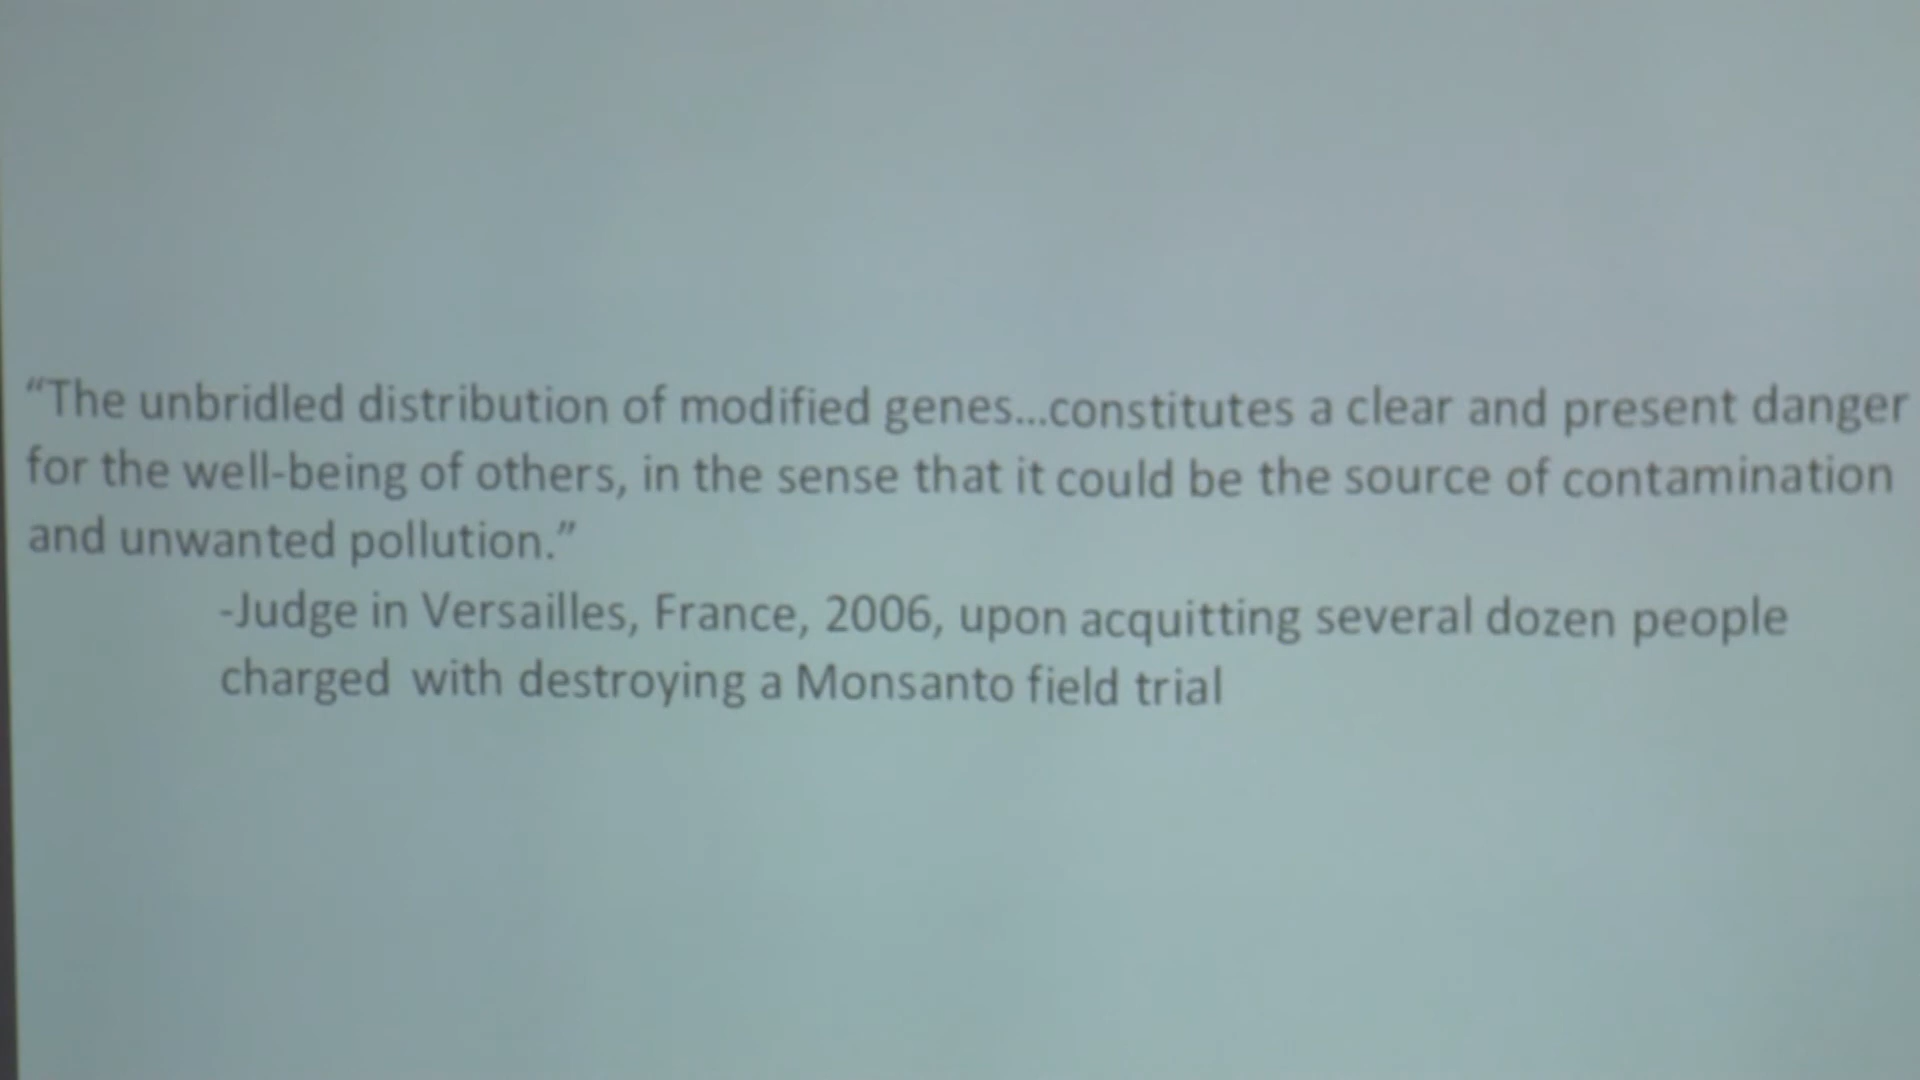 “The unbridled distribution of modified genes...constitutes a clear and present danger
for the well-being of others, in the sense that it could be the source of contamination
and unwanted pollution.”
-Judge in Versailles, France, 2006, upon acquitting several dozen people
charged with destroying a Monsanto field trial